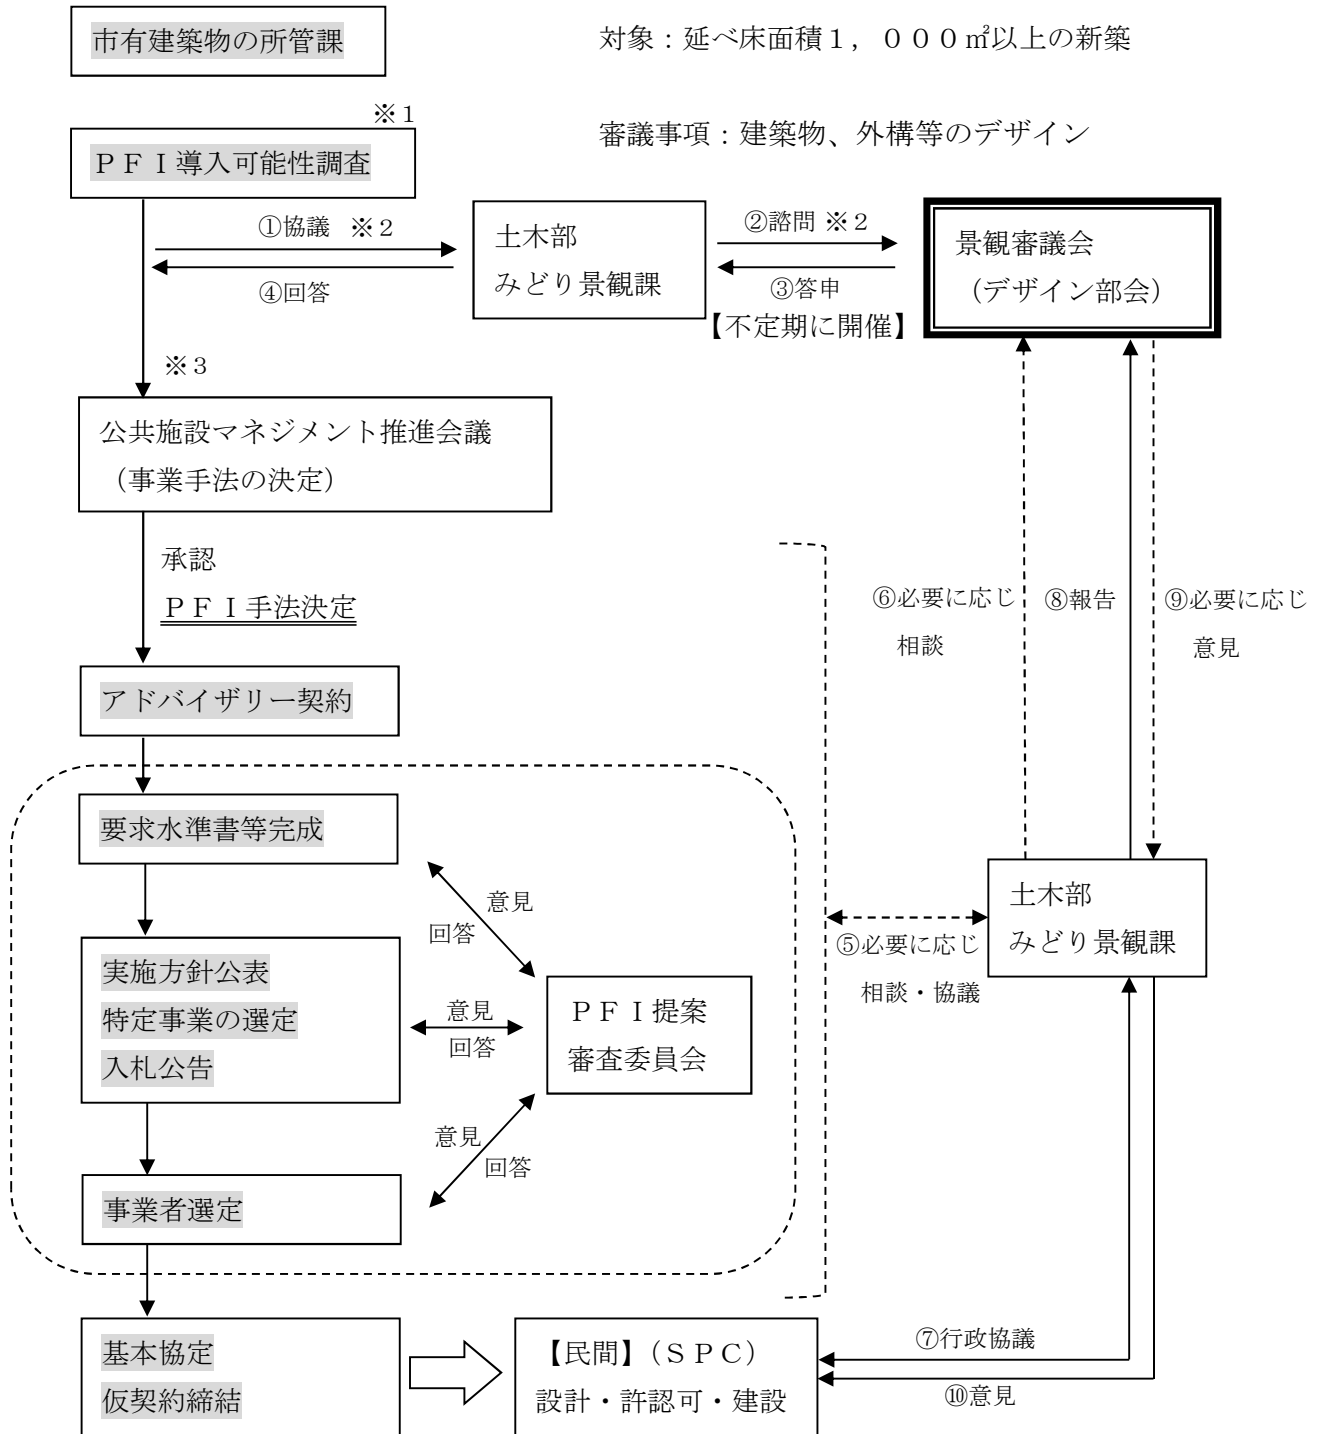 市有建築物の所管課
対象：延べ床面積１，０００㎡以上の新築
※１
審議事項：建築物、外構等のデザイン
ＰＦＩ導入可能性調査
①協議　※２
④回答
土木部
みどり景観課
②諮問 ※２
③答申
【不定期に開催】
景観審議会
（デザイン部会）
※３
公共施設マネジメント推進会議
（事業手法の決定）
承認
ＰＦＩ手法決定
⑥必要に応じ
相談
⑧報告
⑨必要に応じ
意見
アドバイザリー契約
要求水準書等完成
意見
回答
土木部
みどり景観課
⑤必要に応じ
相談・協議
実施方針公表
特定事業の選定
入札公告
意見
回答
ＰＦＩ提案
審査委員会
意見
回答
事業者選定
基本協定
仮契約締結
【民間】（ＳＰＣ）
設計・許認可・建設
⑦行政協議
⑩意見